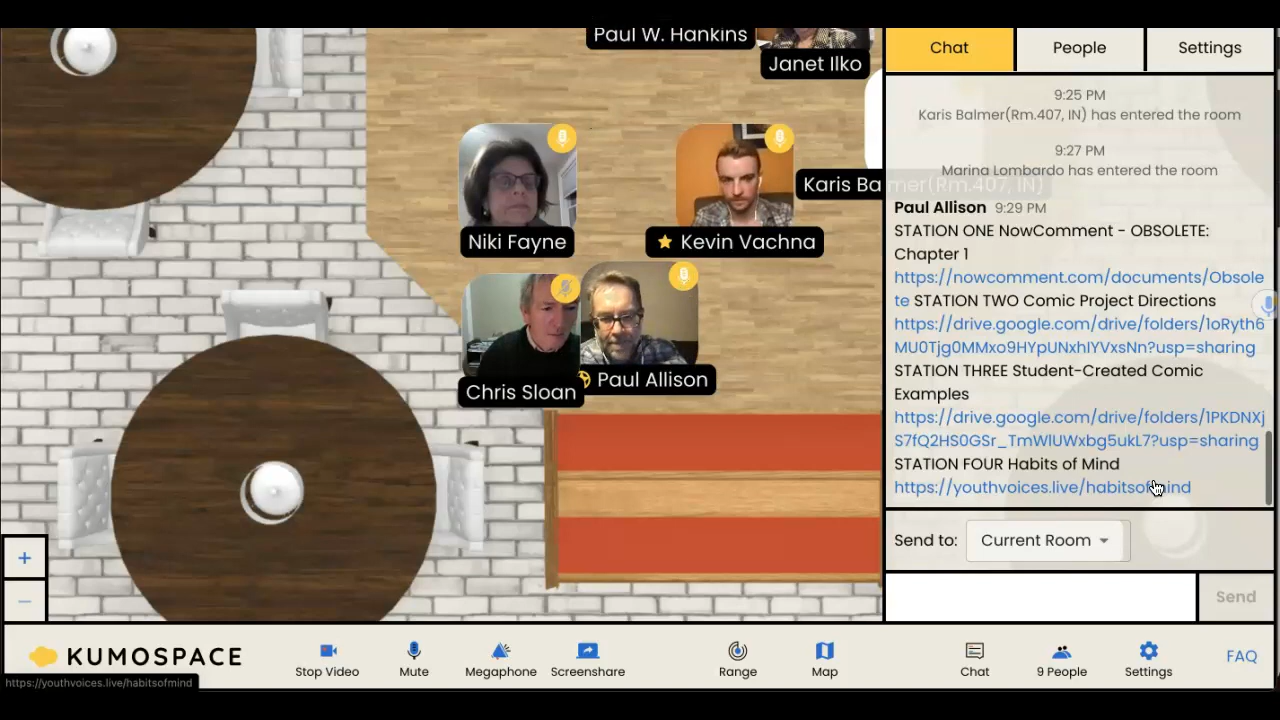 Paul W. Hankins
Janet Ilko
Niki Fayne
Kevin Vachna
Karis Balmer(Rm.407, IN)
Chris Sloan
Paul Allison
Chat
People
Settings
9:25 PM
Karis Balmer(Rm.407, IN) has entered the room
9:27 PM
Marina Lombardo has entered the room
Paul Allison 9:29 PM
STATION ONE NowComment - OBSOLETE:
Chapter 1
https://nowcomment.com/documents/Obsole
te STATION TWO Comic Project Directions
https://drive.google.com/drive/folders/1oRyth6
MU0Tjg0MMxo9HYpUNxhIYVxsNn?usp=sharing
STATION THREE Student-Created Comic
Examples
https://drive.google.com/drive/folders/1PKDNXj
S7fQ2HS0GSr_TmWlUWxbg5ukL7?usp=sharing
STATION FOUR Habits of Mind
https://youthvoices.live/habitsofmind
Send to:
Current Room
Send
+
−
KUMOSPACE
Stop Video
Mute
Megaphone
Screenshare
Range
Map
Chat
9 People
Settings
FAQ
https://youthvoices.live/habitsofmind